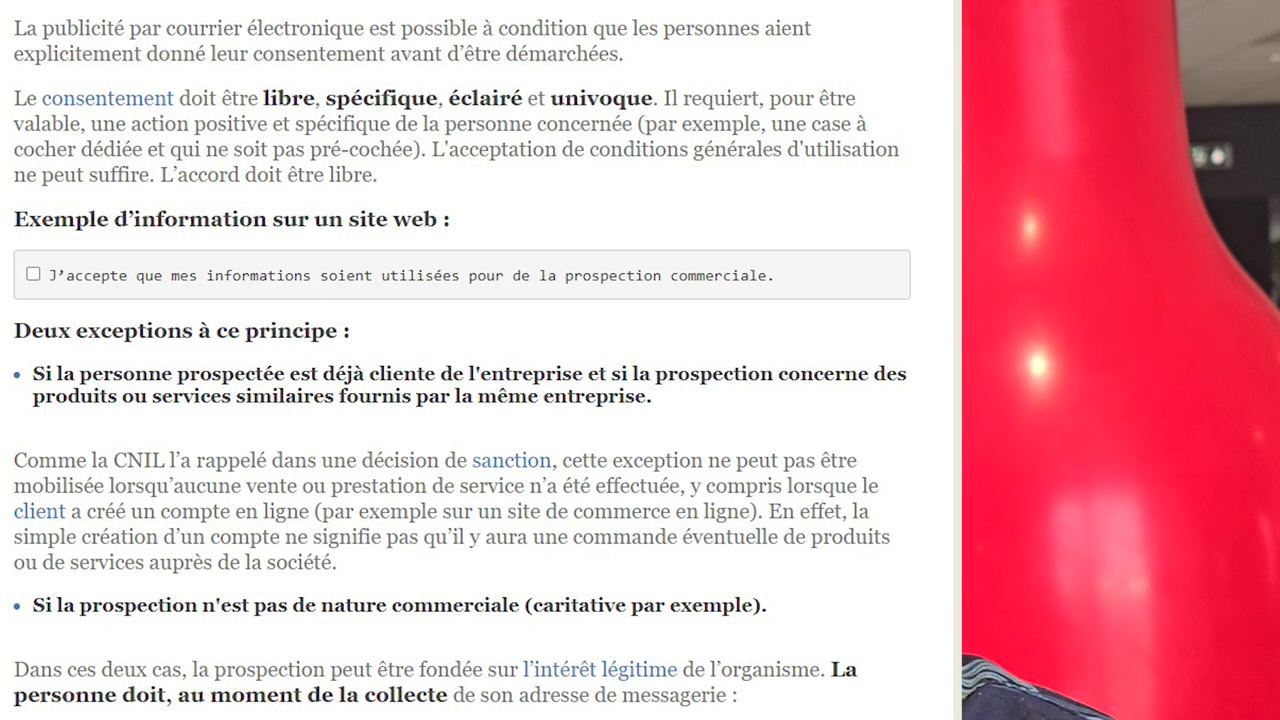 La publicité par courrier électronique est possible à condition que les personnes aient
explicitement donné leur consentement avant d’être démarchées.
Le consentement doit être libre, spécifique, éclairé et univoque. Il requiert, pour être
valable, une action positive et spécifique de la personne concernée (par exemple, une case à
cocher dédiée et qui ne soit pas pré-cochée). L'acceptation de conditions générales d'utilisation
ne peut suffire. L’accord doit être libre.
Exemple d’information sur un site web :
J’accepte que mes informations soient utilisées pour de la prospection commerciale.
Deux exceptions à ce principe :
• Si la personne prospectée est déjà cliente de l'entreprise et si la prospection concerne des
produits ou services similaires fournis par la même entreprise.
Comme la CNIL l’a rappelé dans une décision de sanction, cette exception ne peut pas être
mobilisée lorsqu’aucune vente ou prestation de service n’a été effectuée, y compris lorsque le
client a créé un compte en ligne (par exemple sur un site de commerce en ligne). En effet, la
simple création d’un compte ne signifie pas qu’il y aura une commande éventuelle de produits
ou de services auprès de la société.
• Si la prospection n'est pas de nature commerciale (caritative par exemple).
Dans ces deux cas, la prospection peut être fondée sur l’intérêt légitime de l’organisme. La
personne doit, au moment de la collecte de son adresse de messagerie :